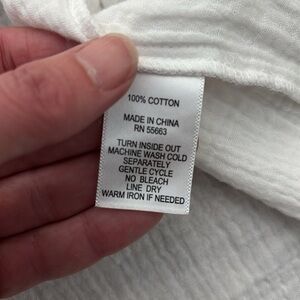 100% COTTON
MADE IN CHINA
RN 55663
TURN INSIDE OUT
MACHINE WASH COLD
SEPARATELY
GENTLE CYCLE
NO BLEACH
LINE DRY
WARM IRON IF NEEDED